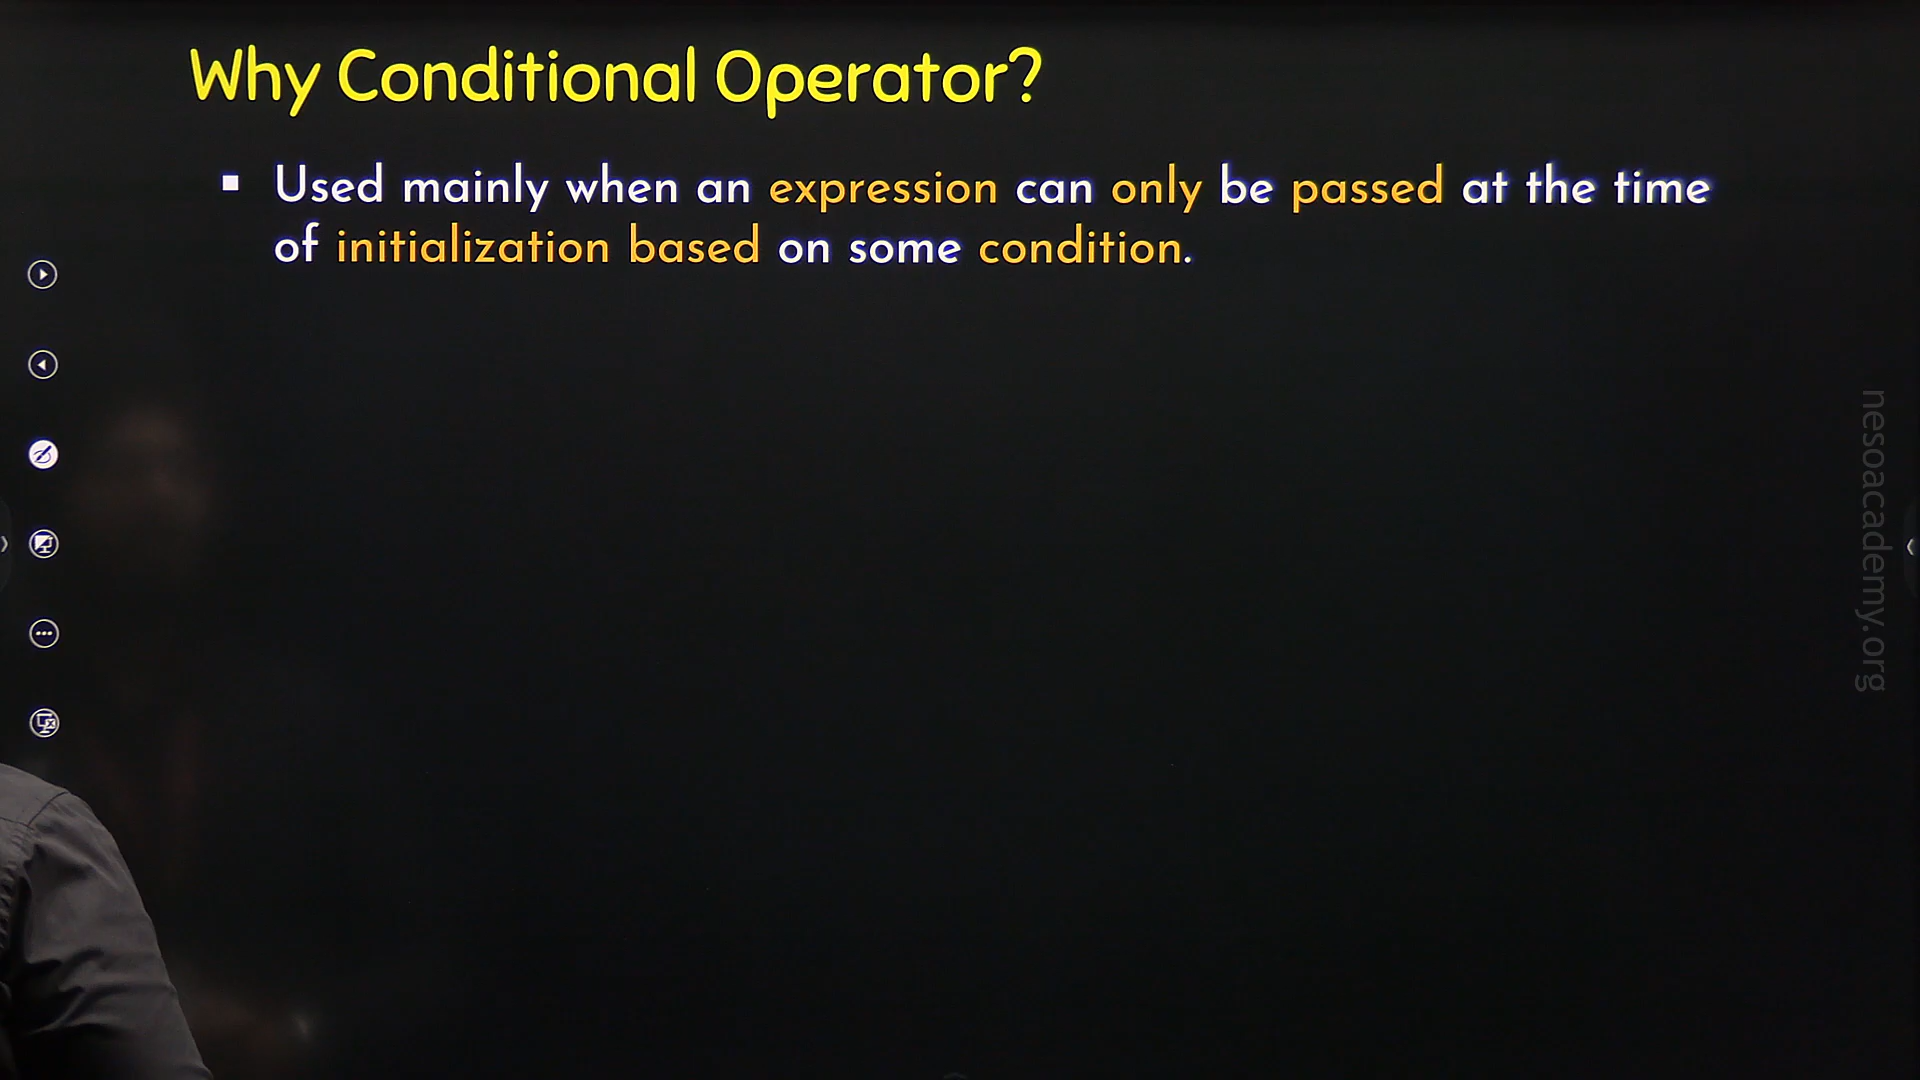 Why Conditional Operator?
▪ Used mainly when an expression can only be passed at the time
of initialization based on some condition.
nesoacademy.org